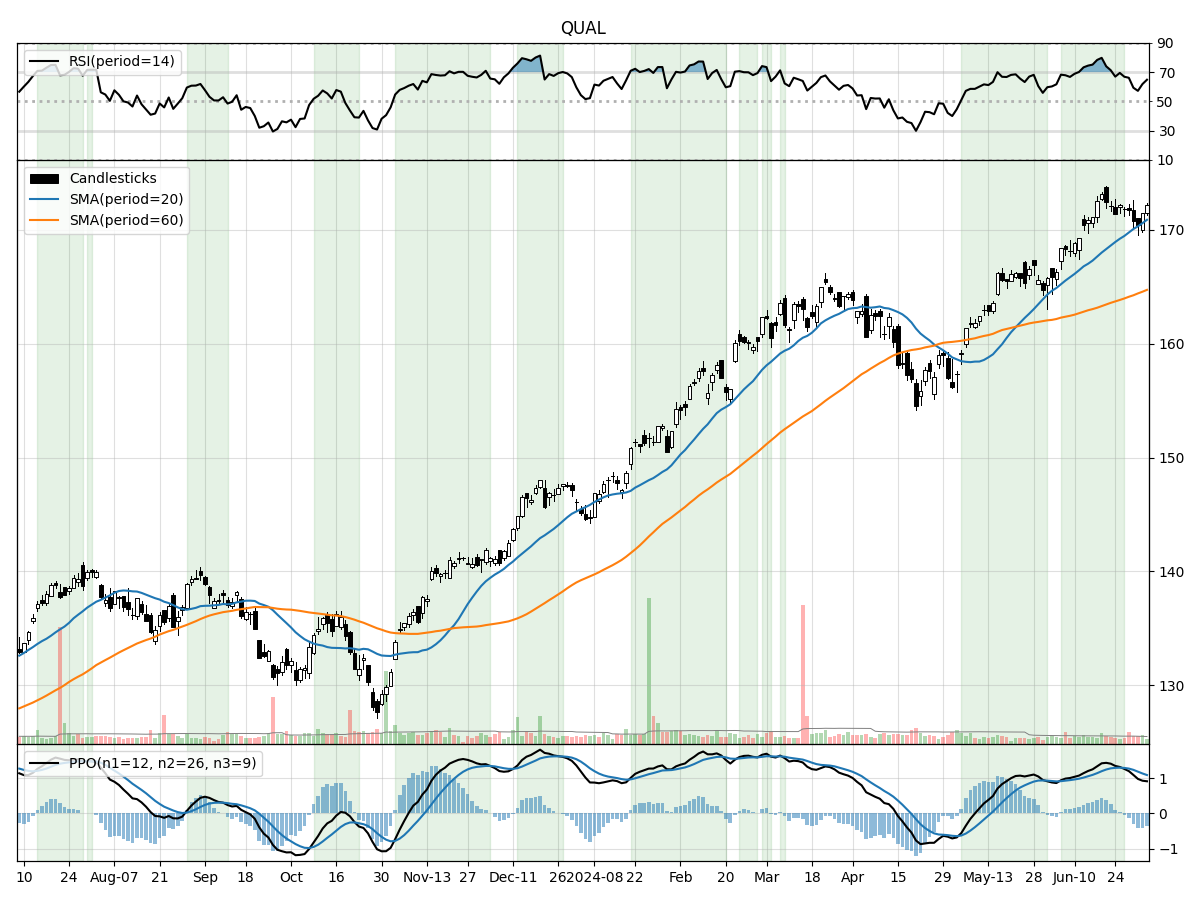 QUAL
RSI(period=14)
90
70
50
30
10
Candlesticks
SMA(period=20)
SMA(period=60)
170
160
150
140
130
PPO(n1=12, n2=26, n3=9)
1
0
−1
10 24 Aug-07 21 Sep 18 Oct 16 30 Nov-13 27 Dec-11 26 2024-08 22 Feb 20 Mar 18 Apr 15 29 May-13 28 Jun-10 24